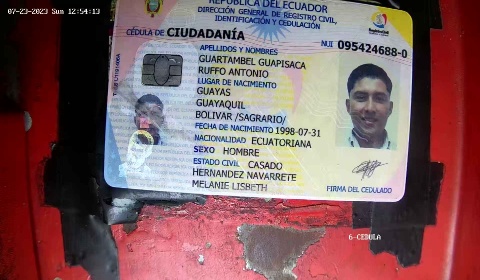 07-23-2023 Sun 12:54:13
REPÚBLICA DEL ECUADOR
DIRECCIÓN GENERAL DE REGISTRO CIVIL,
IDENTIFICACIÓN Y CEDULACIÓN
CÉDULA DE CIUDADANÍA
NUI 095424688-0
APELLIDOS Y NOMBRES
GUARTAMBEL GUAPISACA
RUFFO ANTONIO
LUGAR DE NACIMIENTO
GUAYAS
GUAYAQUIL
BOLIVAR /SAGRARIO/
FECHA DE NACIMIENTO 1998-07-31
NACIONALIDAD ECUATORIANA
SEXO HOMBRE
ESTADO CIVIL CASADO
HERNANDEZ NAVARRETE
MELANIE LISBETH
FIRMA DEL CEDULADO
6-CEDULA